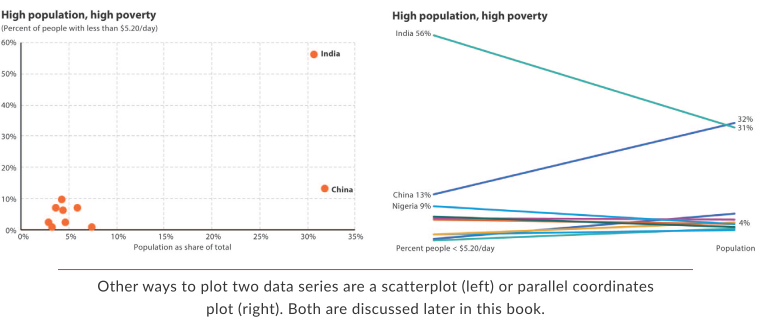 High population, high poverty
(Percent of people with less than $5.20/day)
60%
India
50%
40%
30%
20%
China
10%
0%
0% 5% 10% 15% 20% 25% 30% 35%
Population as share of total
High population, high poverty
India 56%
32%
31%
China 13%
Nigeria 9%
4%
Percent people < $5.20/day
Population
Other ways to plot two data series are a scatterplot (left) or parallel coordinates
plot (right). Both are discussed later in this book.